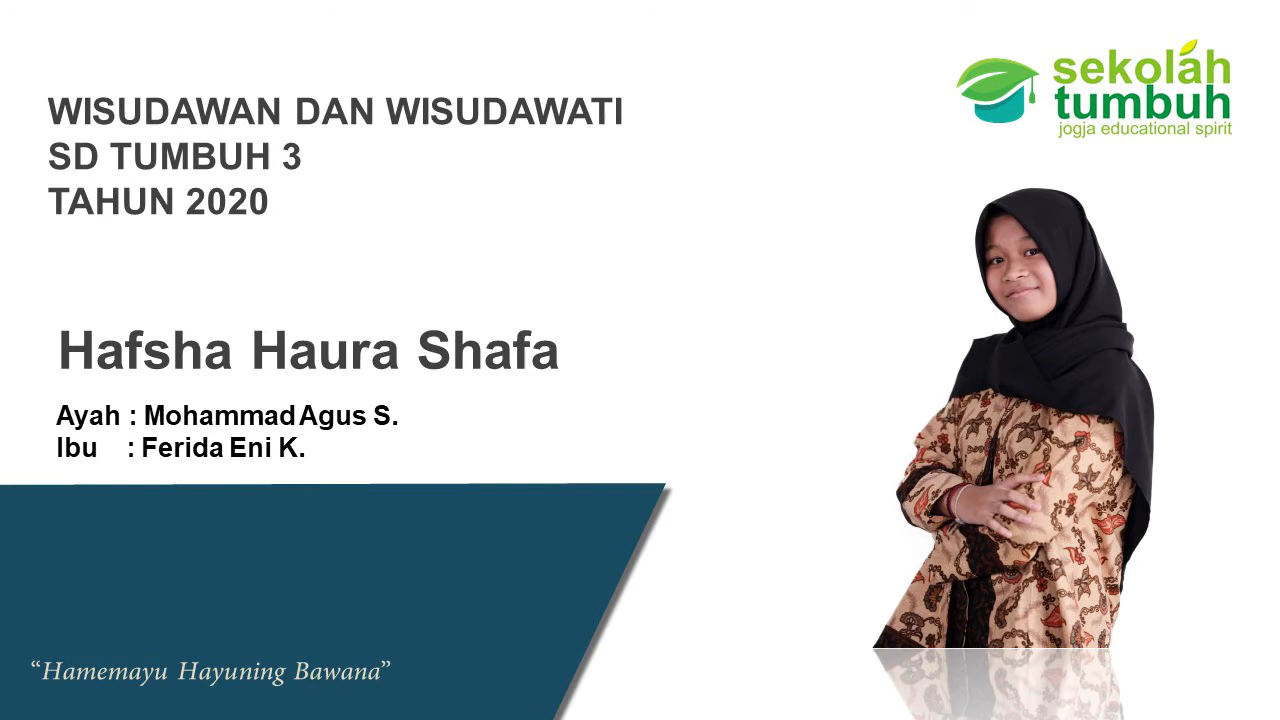 WISUDAWAN DAN WISUDAWATI
SD TUMBUH 3
TAHUN 2020
sekolah
tumbuh
jogja educational spirit
Hafsha Haura Shafa
Ayah : Mohammad Agus S.
Ibu : Ferida Eni K.
“Hamemayu Hayuning Bawana”